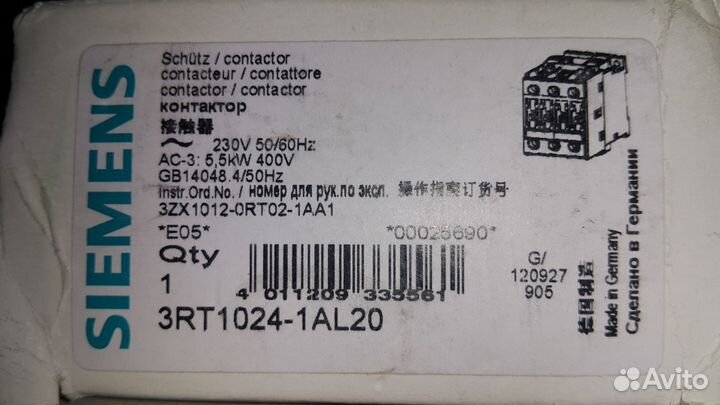 SIEMENS
Schütz / contactor
contacteur / contattore
contactor / contactor
контактор
接触器
~ 230V 50/60Hz
AC-3: 5,5kW 400V
GB14048.4/50Hz
Instr.Ord.No. / номер для рук.по эксп. 操作指南订货号
3ZX1012-0RT02-1AA1
*E05* *00025690*
Qty
1
4 011209 335561
3RT1024-1AL20
G/
120927
905
德国制造
Made in Germany
Сделано в Германии
Avito